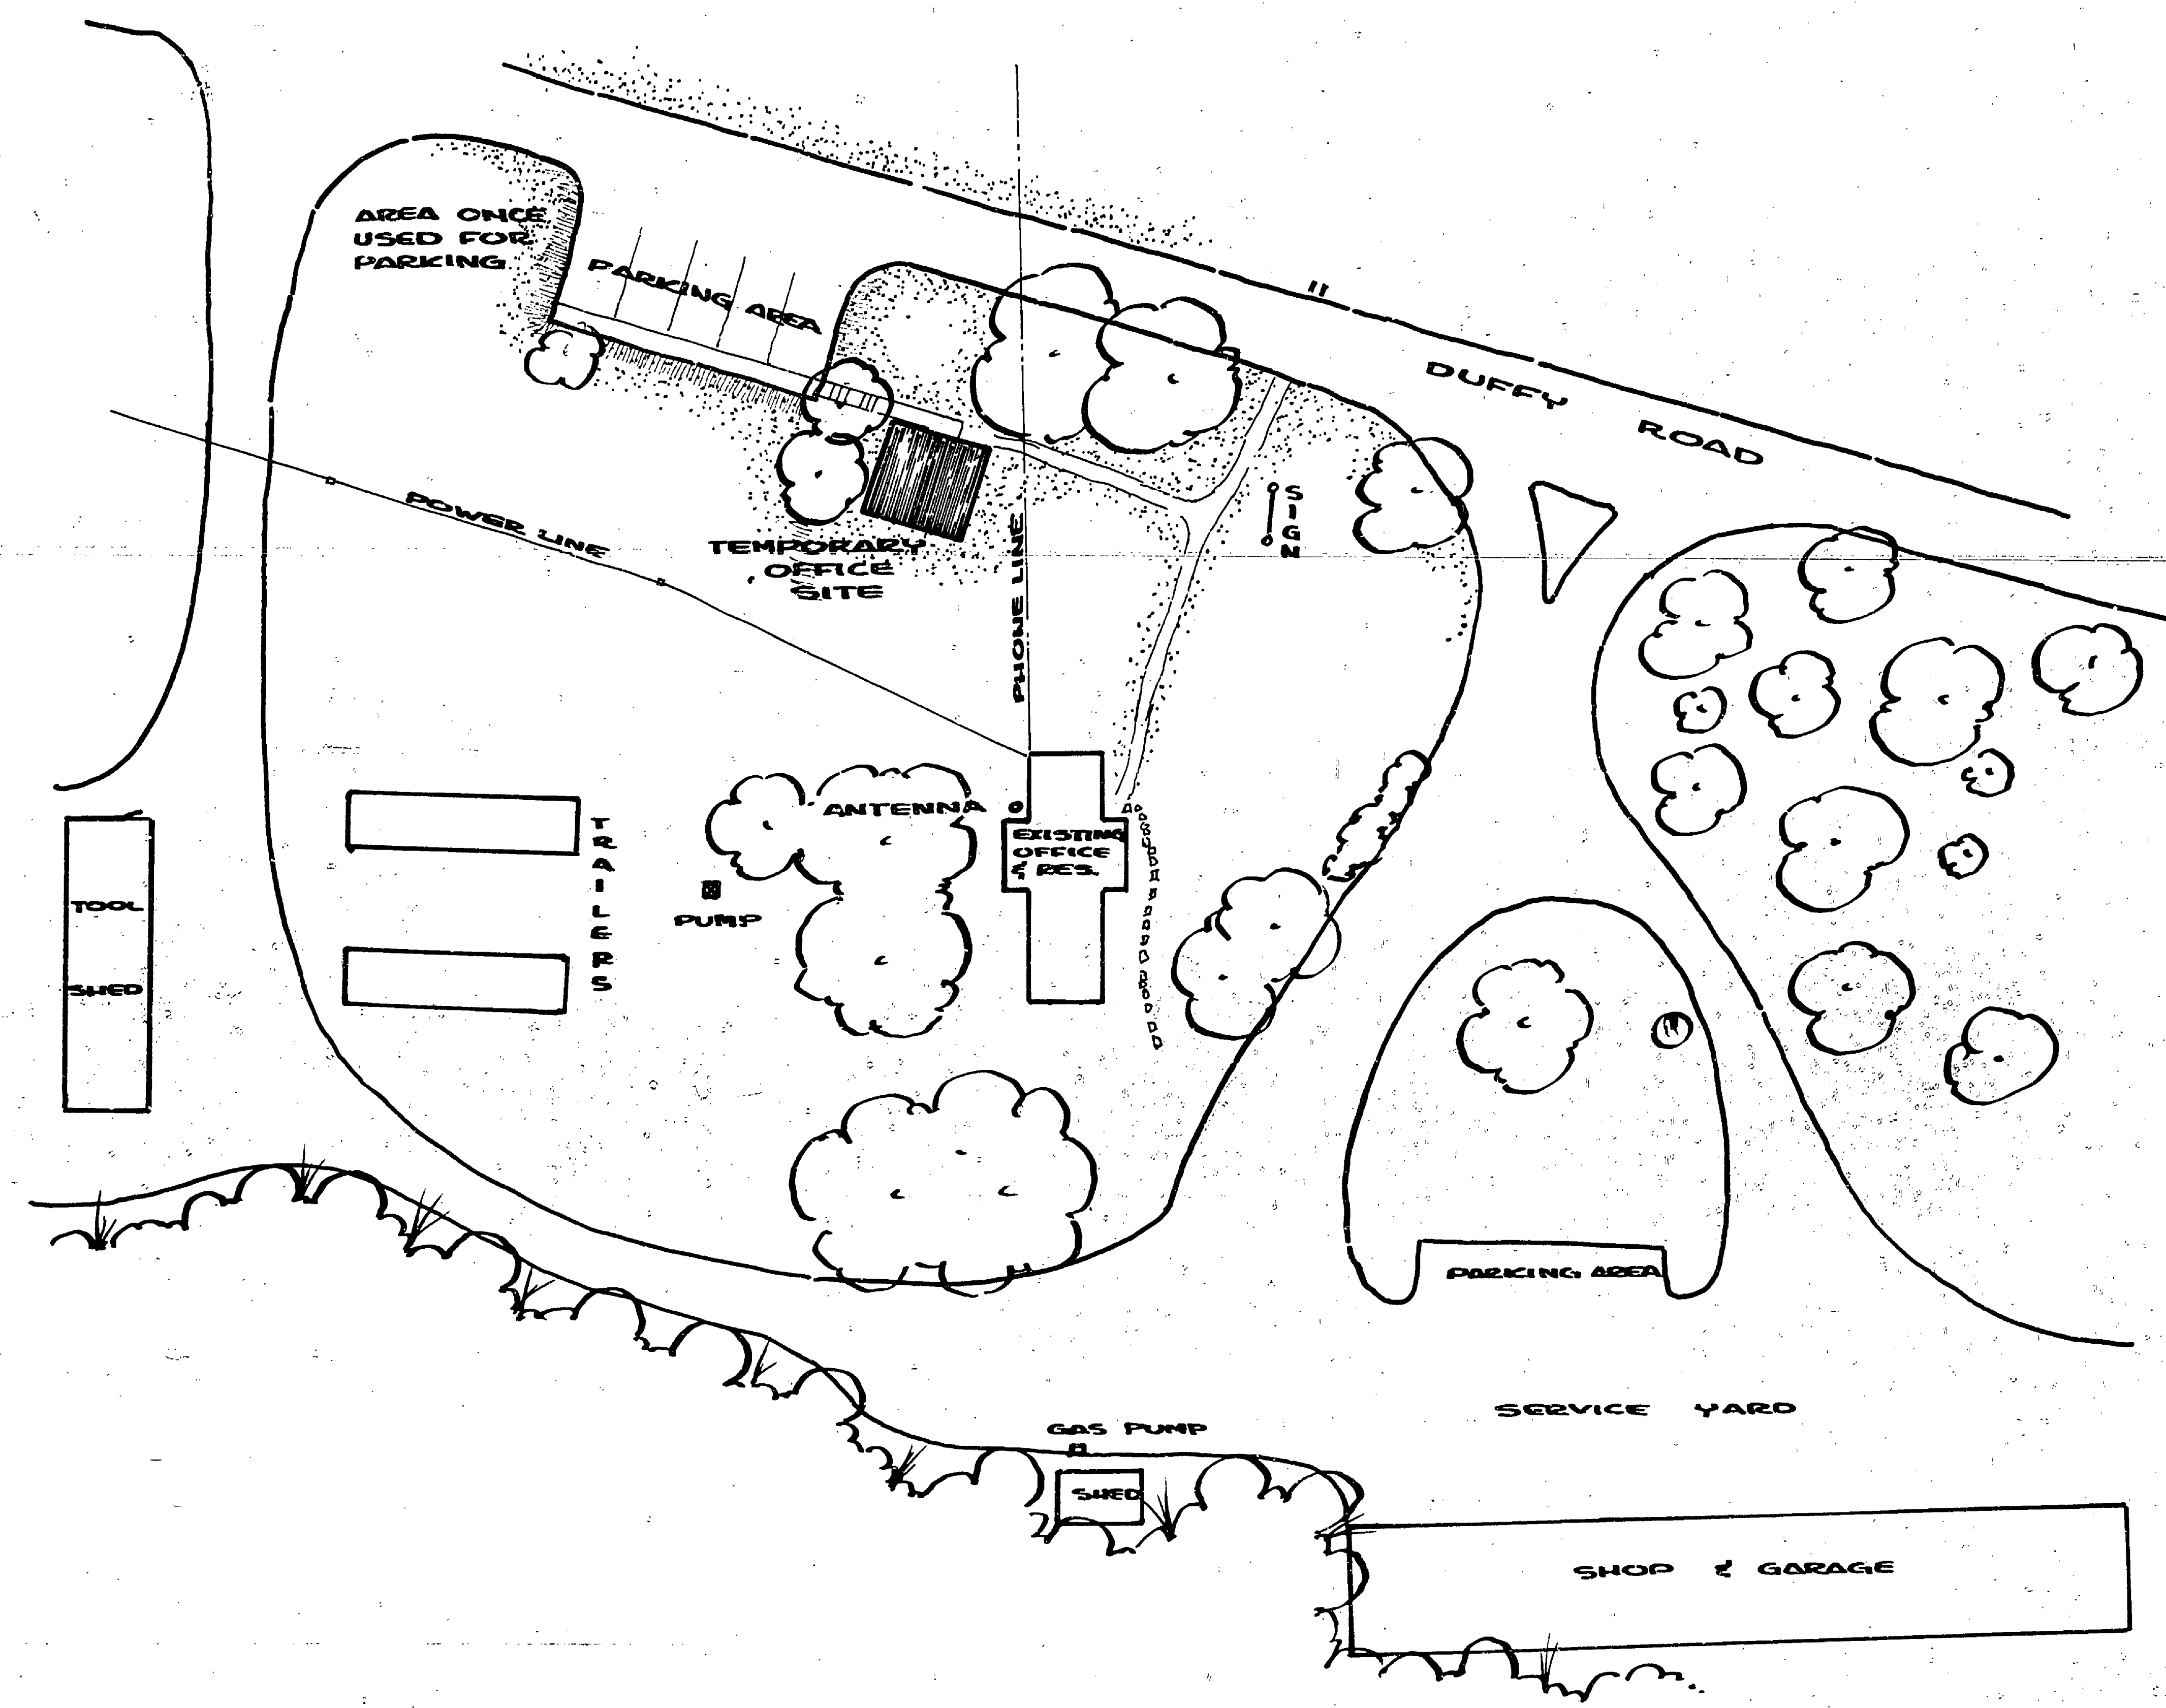 AREA ONCE
USED FOR
PARKING
PARKING AREA
DUFFY ROAD
POWER LINE
SIGN
TEMPORARY
OFFICE
SITE
PHONE LINE
TRAILERS
ANTENNA
EXISTING
OFFICE
& RES.
PUMP
TOOL
SHED
PARKING AREA
SERVICE YARD
GAS PUMP
SHED
SHOP & GARAGE